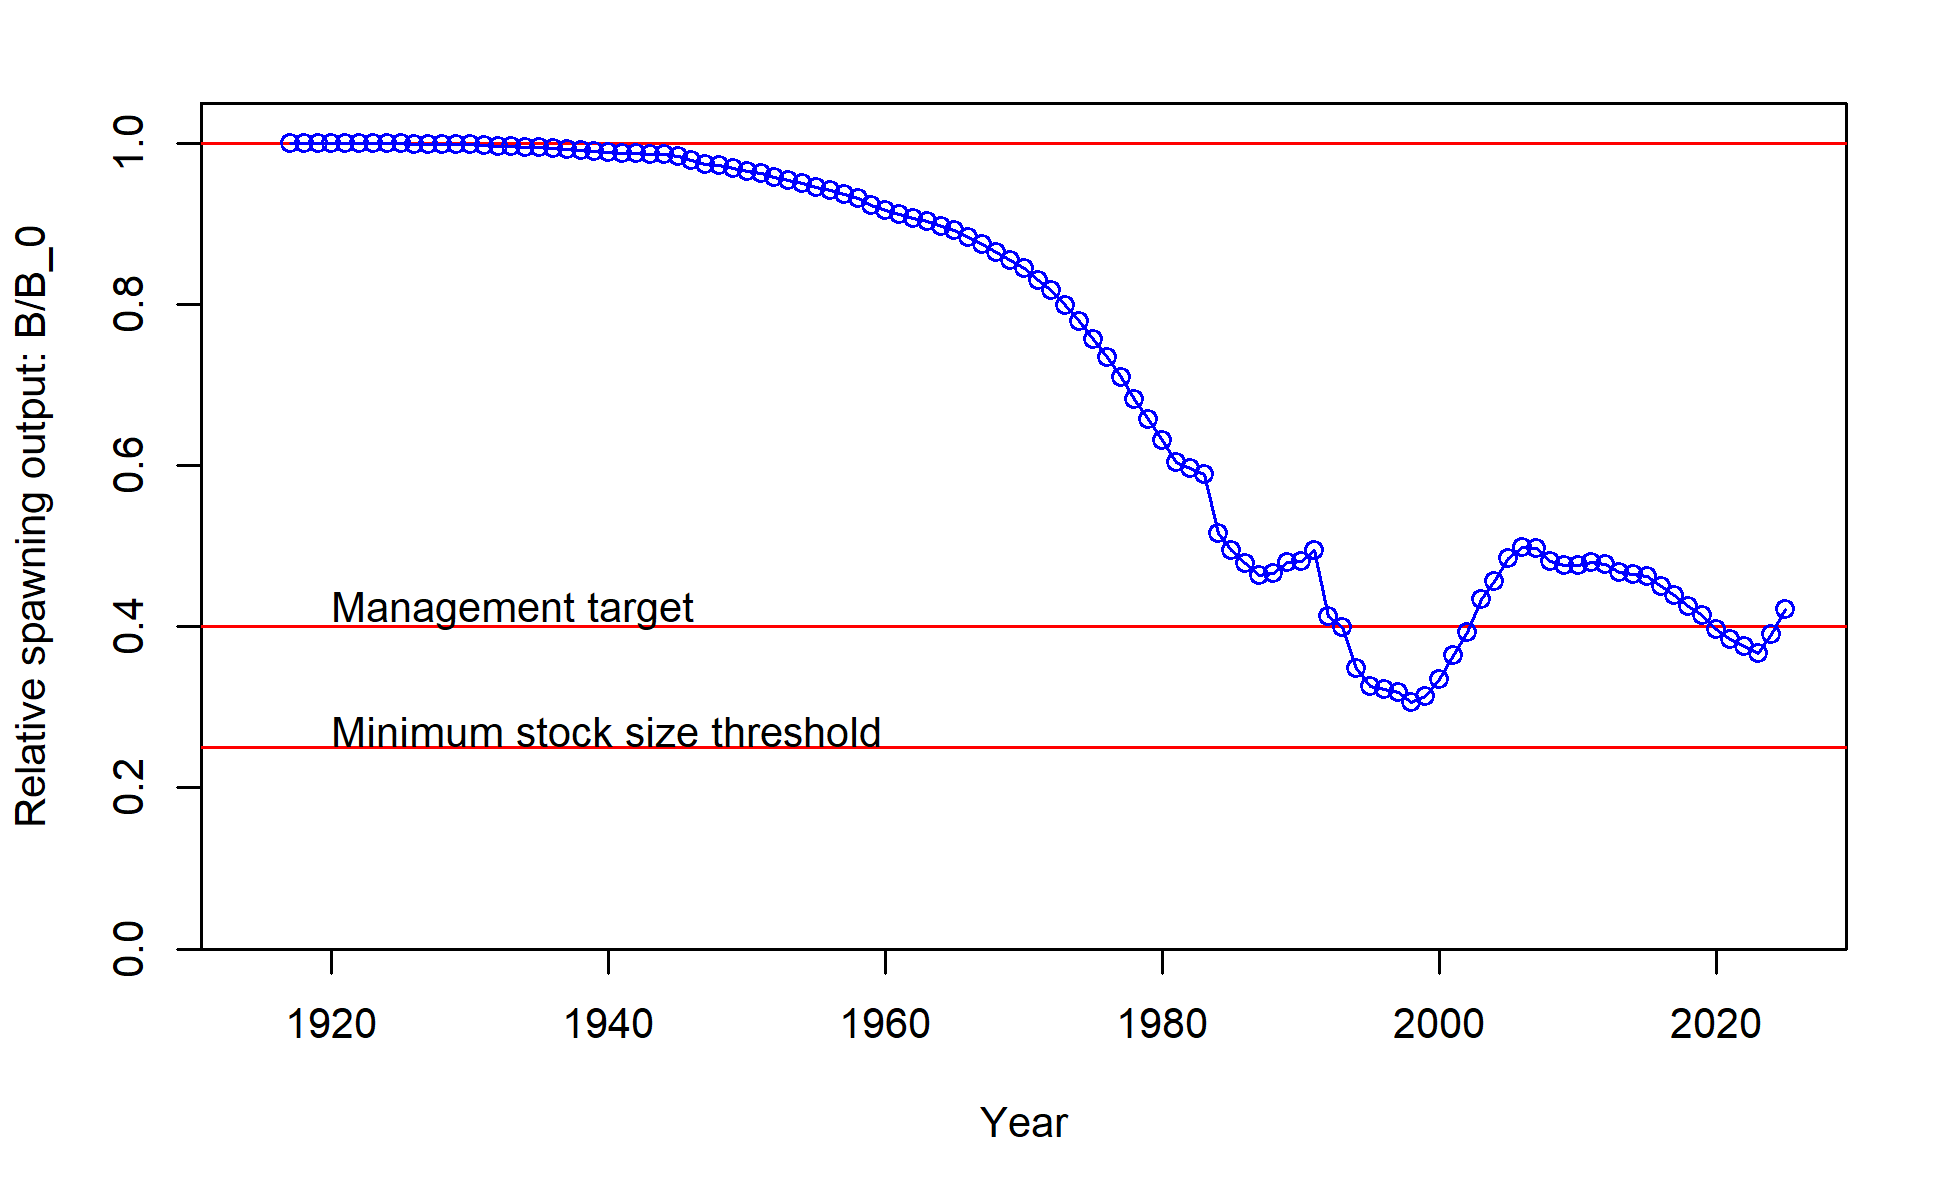 Relative spawning output: B/B_0
1.0
0.8
0.6
0.4
0.2
0.0
Management target
Minimum stock size threshold
1920 1940 1960 1980 2000 2020
Year